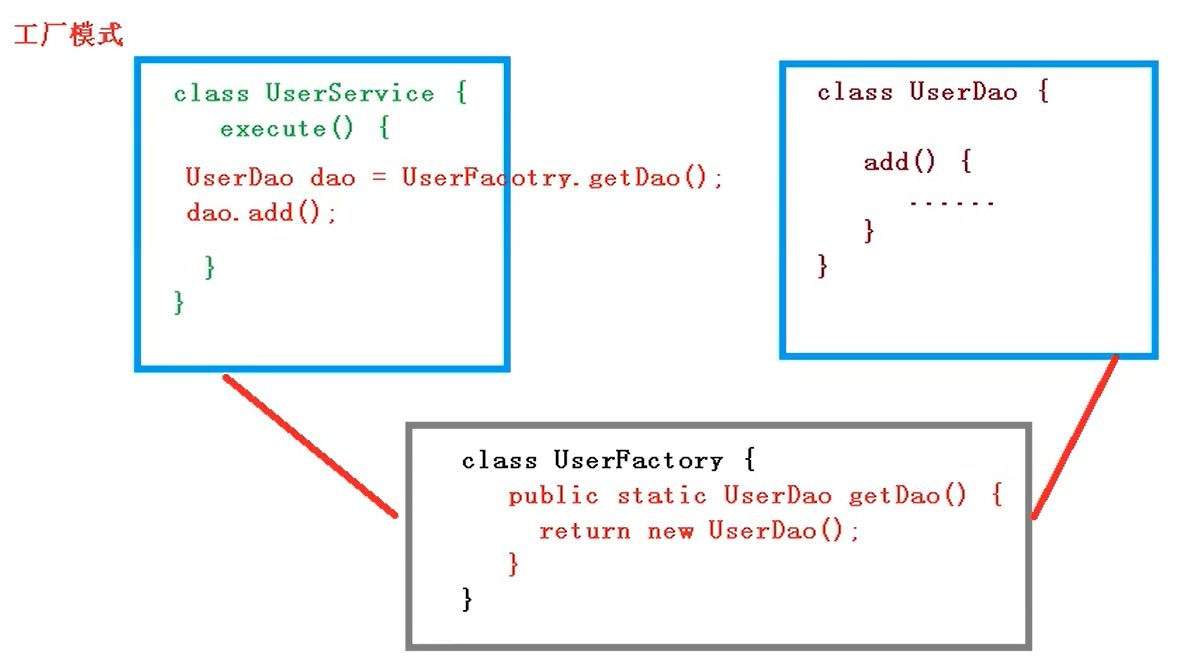 工厂模式
class UserService {
execute() {
UserDao dao = UserFacotry.getDao();
dao.add();
}
}
class UserDao {
add() {
......
}
}
class UserFactory {
public static UserDao getDao() {
return new UserDao();
}
}